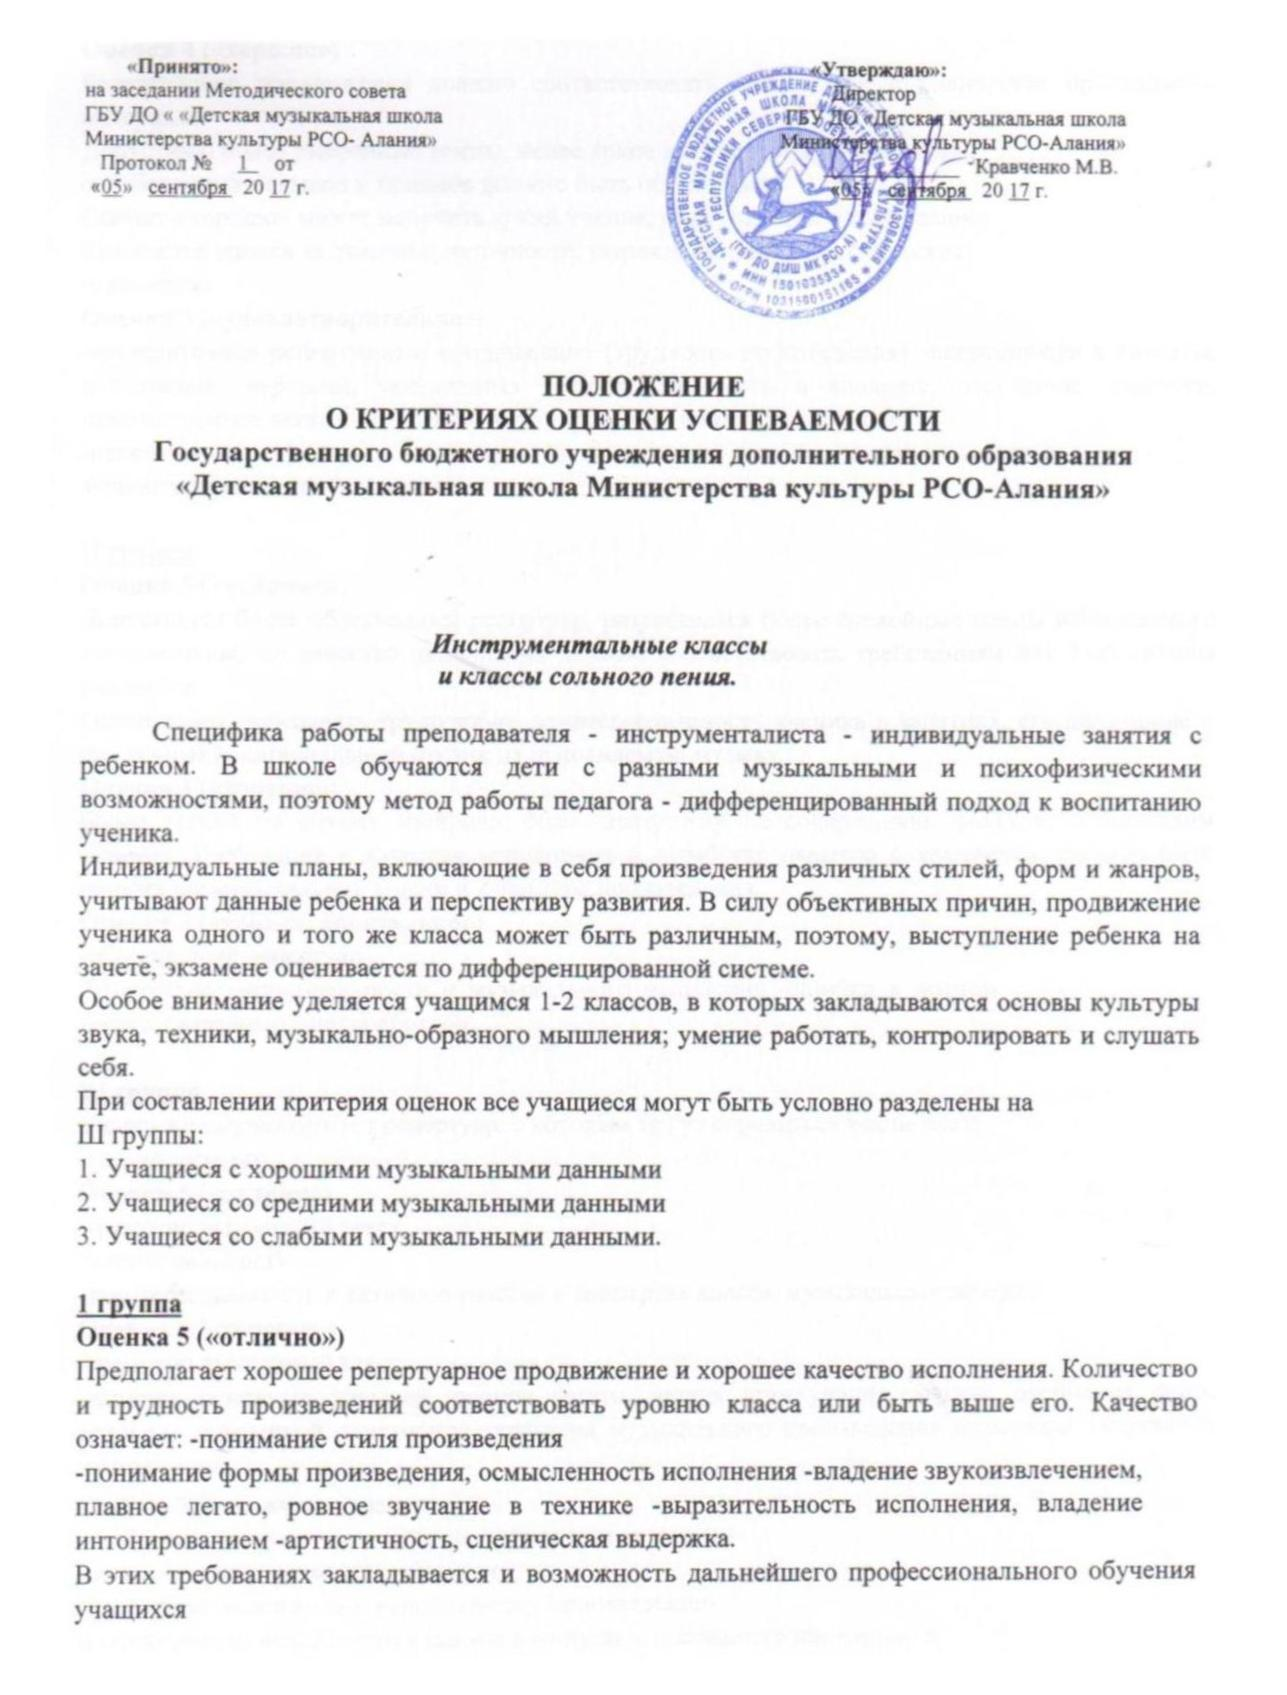 «Принято»:
на заседании Методического совета
ГБУ ДО « «Детская музыкальная школа
Министерства культуры РСО- Алания»
Протокол № 1 от
«05» сентября 20 17 г.
«Утверждаю»:
Директор
ГБУ ДО «Детская музыкальная школа
Министерства культуры РСО-Алания»
Кравченко М.В.
«05» сентября 20 17 г.
(ГБУ ДО ДМШ МК РСО-А)
ИНН 1501035334
ОГРН 1031500151165
ПОЛОЖЕНИЕ
О КРИТЕРИЯХ ОЦЕНКИ УСПЕВАЕМОСТИ
Государственного бюджетного учреждения дополнительного образования
«Детская музыкальная школа Министерства культуры РСО-Алания»
Инструментальные классы
и классы сольного пения.
Специфика работы преподавателя - инструменталиста - индивидуальные занятия с
ребенком. В школе обучаются дети с разными музыкальными и психофизическими
возможностями, поэтому метод работы педагога - дифференцированный подход к воспитанию
ученика.
Индивидуальные планы, включающие в себя произведения различных стилей, форм и жанров,
учитывают данные ребенка и перспективу развития. В силу объективных причин, продвижение
ученика одного и того же класса может быть различным, поэтому, выступление ребенка на
зачете, экзамене оценивается по дифференцированной системе.
Особое внимание уделяется учащимся 1-2 классов, в которых закладываются основы культуры
звука, техники, музыкально-образного мышления; умение работать, контролировать и слушать
себя.
При составлении критерия оценок все учащиеся могут быть условно разделены на
Ш группы:
1. Учащиеся с хорошими музыкальными данными
2. Учащиеся со средними музыкальными данными
3. Учащиеся со слабыми музыкальными данными.
1 группа
Оценка 5 («отлично»)
Предполагает хорошее репертуарное продвижение и хорошее качество исполнения. Количество
и трудность произведений соответствовать уровню класса или быть выше его. Качество
означает: -понимание стиля произведения
-понимание формы произведения, осмысленность исполнения -владение звукоизвлечением,
плавное легато, ровное звучание в технике -выразительность исполнения, владение
интонированием -артистичность, сценическая выдержка.
В этих требованиях закладывается и возможность дальнейшего профессионального обучения
учащихся